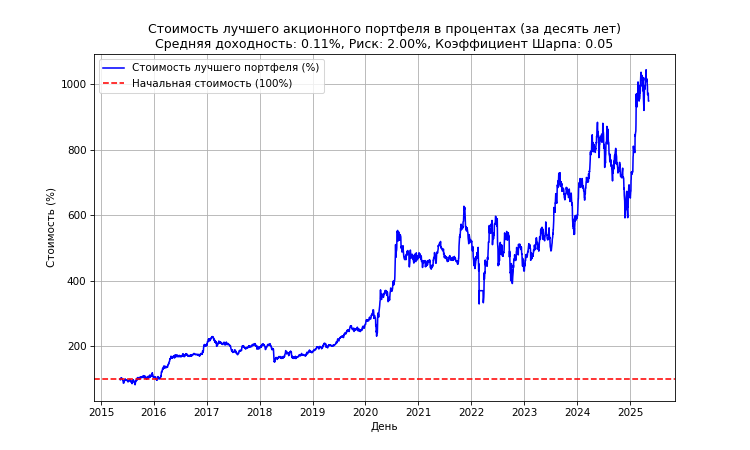 Стоимость лучшего акционного портфеля в процентах (за десять лет)
Средняя доходность: 0.11%, Риск: 2.00%, Коэффициент Шарпа: 0.05
Стоимость лучшего портфеля (%)
Начальная стоимость (100%)
Стоимость (%)
1000
800
600
400
200
2015 2016 2017 2018 2019 2020 2021 2022 2023 2024 2025
День